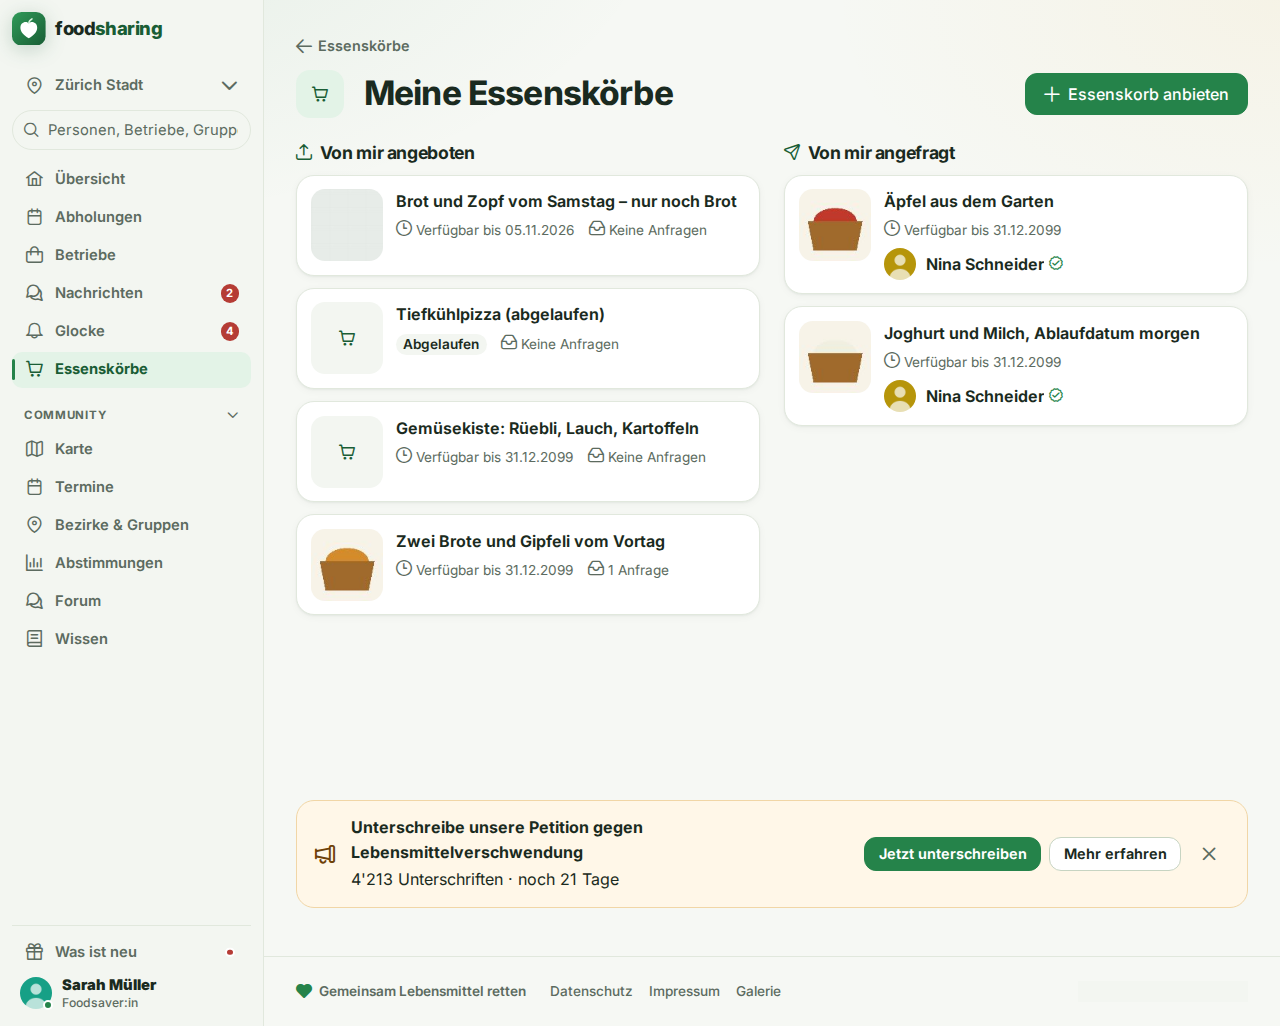 foodsharing
Zürich Stadt
Personen, Betriebe, Grupp
Übersicht
Abholungen
Betriebe
Nachrichten 2
Glocke 4
Essenskörbe
COMMUNITY
Karte
Termine
Bezirke & Gruppen
Abstimmungen
Forum
Wissen
Was ist neu
Sarah Müller
Foodsaver:in
Essenskörbe
Meine Essenskörbe
Essenskorb anbieten
Von mir angeboten
Brot und Zopf vom Samstag – nur noch Brot
Verfügbar bis 05.11.2026 Keine Anfragen
Tiefkühlpizza (abgelaufen)
Abgelaufen Keine Anfragen
Gemüsekiste: Rüebli, Lauch, Kartoffeln
Verfügbar bis 31.12.2099 Keine Anfragen
Zwei Brote und Gipfeli vom Vortag
Verfügbar bis 31.12.2099 1 Anfrage
Von mir angefragt
Äpfel aus dem Garten
Verfügbar bis 31.12.2099
Nina Schneider
Joghurt und Milch, Ablaufdatum morgen
Verfügbar bis 31.12.2099
Nina Schneider
Unterschreibe unsere Petition gegen
Lebensmittelverschwendung
4'213 Unterschriften · noch 21 Tage
Jetzt unterschreiben
Mehr erfahren
Gemeinsam Lebensmittel retten Datenschutz Impressum Galerie